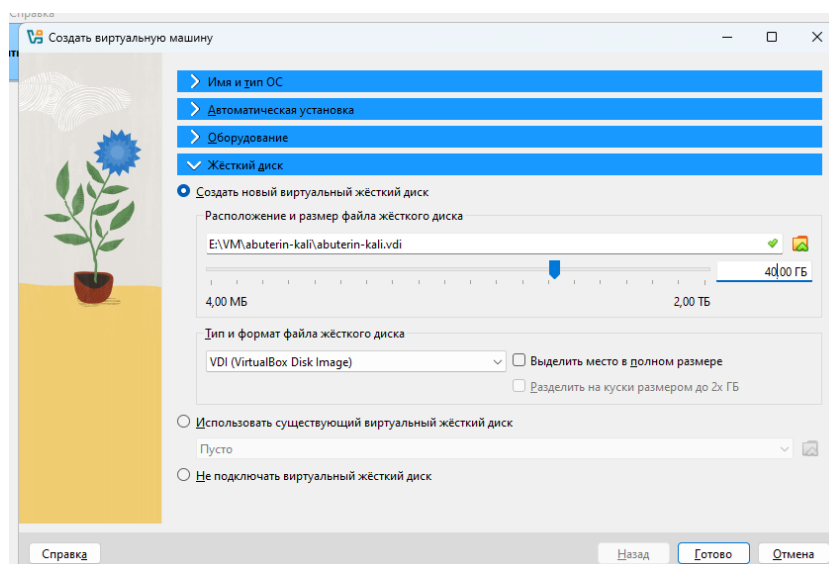 Справка
Создать виртуальную машину
Имя и тип ОС
Автоматическая установка
Оборудование
Жёсткий диск
Создать новый виртуальный жёсткий диск
Расположение и размер файла жёсткого диска
E:\VM\abuterin-kali\abuterin-kali.vdi
40,00 ГБ
4,00 МБ 2,00 ТБ
Тип и формат файла жёсткого диска
VDI (VirtualBox Disk Image) Выделить место в полном размере
Разделить на куски размером до 2х ГБ
Использовать существующий виртуальный жёсткий диск
Пусто
Не подключать виртуальный жёсткий диск
Справка Назад Готово Отмена